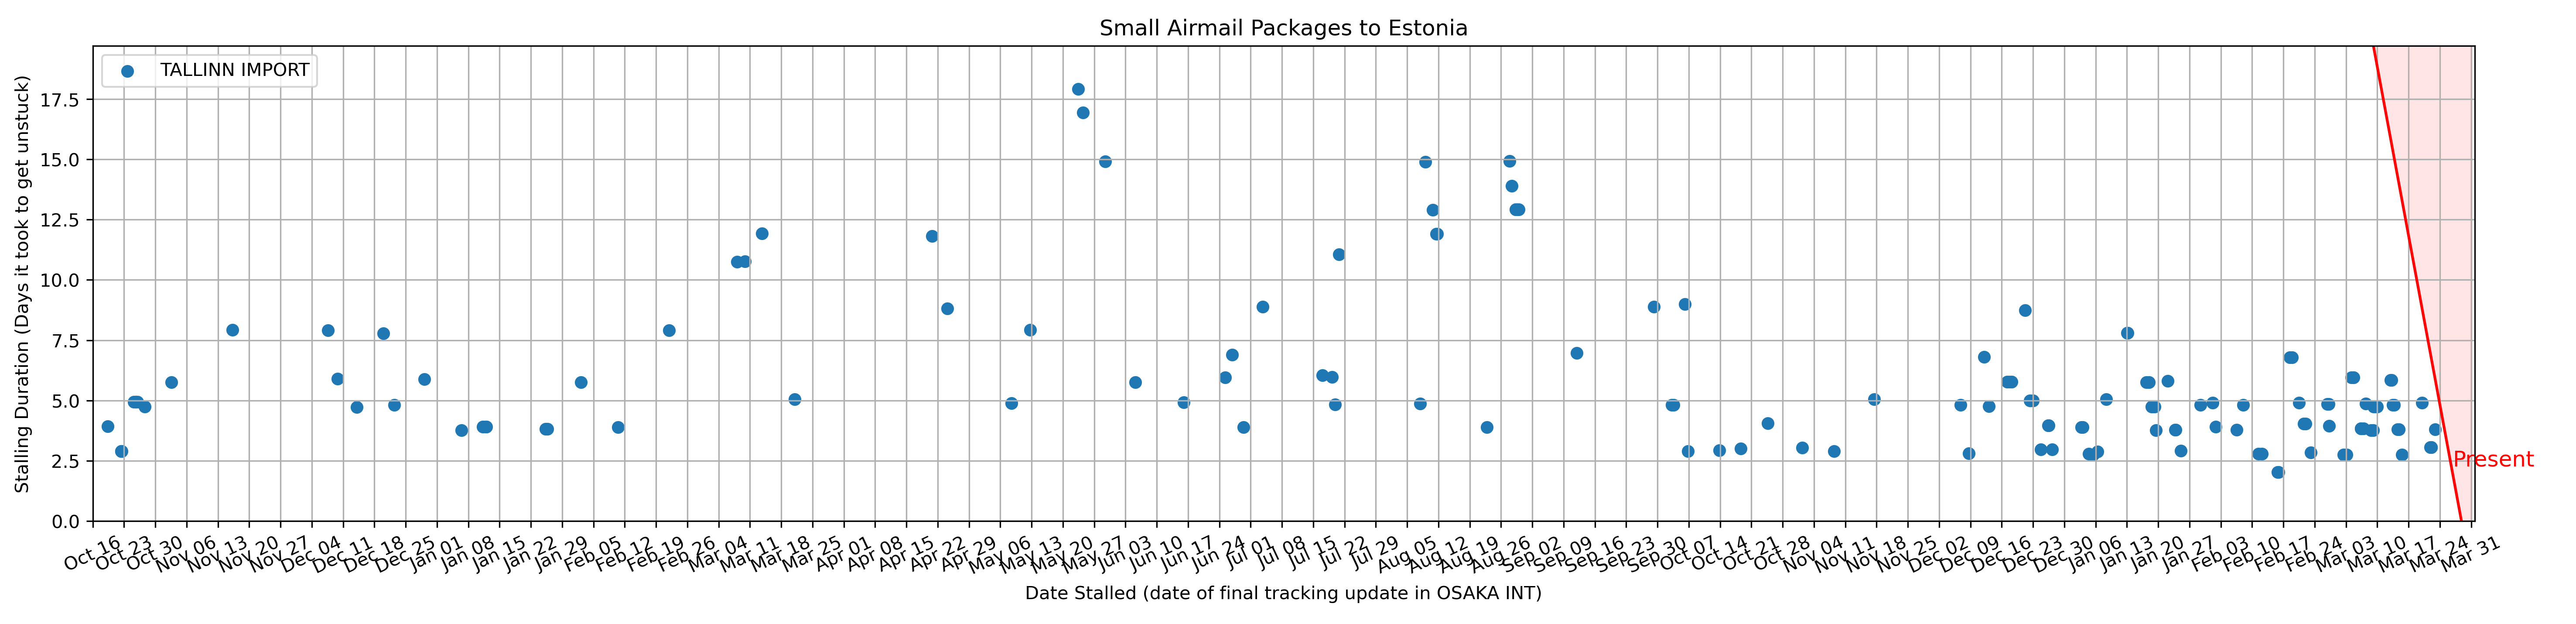 Small Airmail Packages to Estonia
TALLINN IMPORT
Stalling Duration (Days it took to get unstuck)
17.5
15.0
12.5
10.0
7.5
5.0
2.5
0.0
Present
Oct 16
Oct 23
Oct 30
Nov 06
Nov 13
Nov 20
Nov 27
Dec 04
Dec 11
Dec 18
Dec 25
Jan 01
Jan 08
Jan 15
Jan 22
Jan 29
Feb 05
Feb 12
Feb 19
Feb 26
Mar 04
Mar 11
Mar 18
Mar 25
Apr 01
Apr 08
Apr 15
Apr 22
Apr 29
May 06
May 13
May 20
May 27
Jun 03
Jun 10
Jun 17
Jun 24
Jul 01
Jul 08
Jul 15
Jul 22
Jul 29
Aug 05
Aug 12
Aug 19
Aug 26
Sep 02
Sep 09
Sep 16
Sep 23
Sep 30
Oct 07
Oct 14
Oct 21
Oct 28
Nov 04
Nov 11
Nov 18
Nov 25
Dec 02
Dec 09
Dec 16
Dec 23
Dec 30
Jan 06
Jan 13
Jan 20
Jan 27
Feb 03
Feb 10
Feb 17
Feb 24
Mar 03
Mar 10
Mar 17
Mar 24
Mar 31
Date Stalled (date of final tracking update in OSAKA INT)